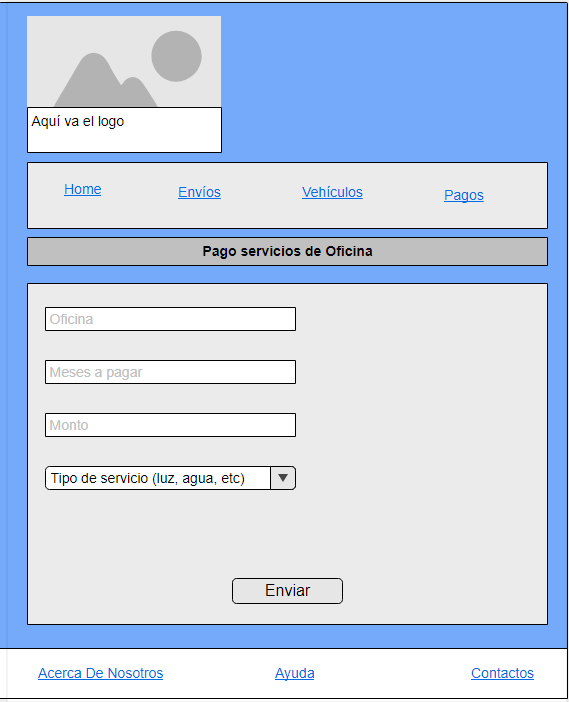 Aquí va el logo
Home Envíos Vehículos Pagos
Pago servicios de Oficina
Oficina
Meses a pagar
Monto
Tipo de servicio (luz, agua, etc)
Enviar
Acerca De Nosotros Ayuda Contactos